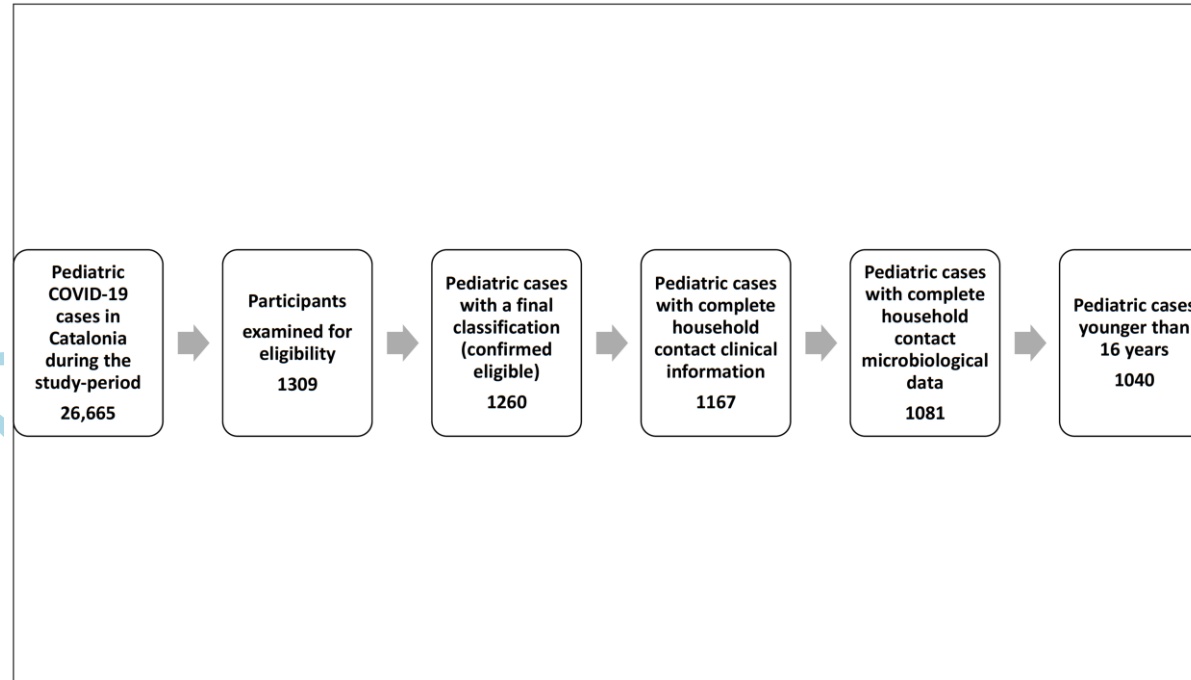 Pediatric
COVID-19
cases in
Catalonia
during the
study-period
26,665
Participants
examined for
eligibility
1309
Pediatric cases
with a final
classification
(confirmed
eligible)
1260
Pediatric cases
with complete
household
contact clinical
information
1167
Pediatric cases
with complete
household
contact
microbiological
data
1081
Pediatric cases
younger than
16 years
1040